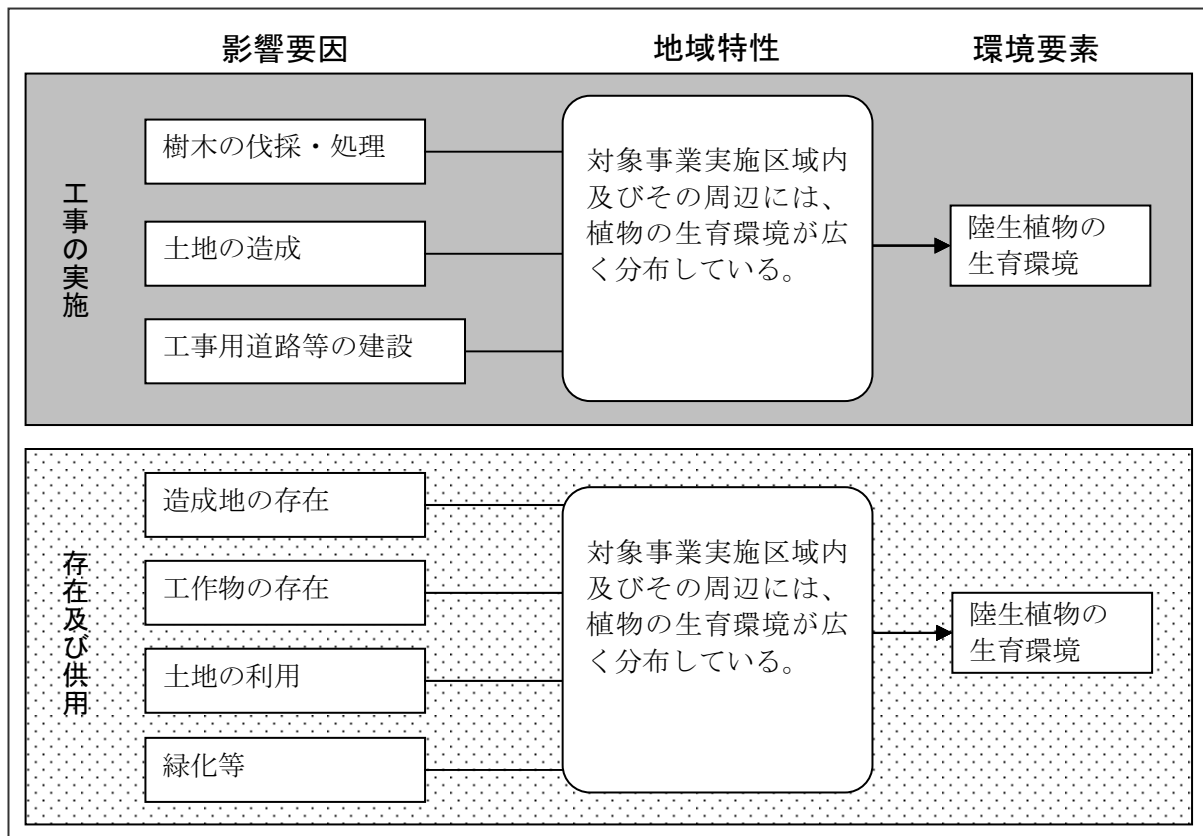 影響要因
地域特性
環境要素
工事の実施
樹木の伐採・処理
土地の造成
工事用道路等の建設
対象事業実施区域内
及びその周辺には、
植物の生育環境が広
く分布している。
陸生植物の
生育環境
存在及び供用
造成地の存在
工作物の存在
土地の利用
緑化等
対象事業実施区域内
及びその周辺には、
植物の生育環境が広
く分布している。
陸生植物の
生育環境